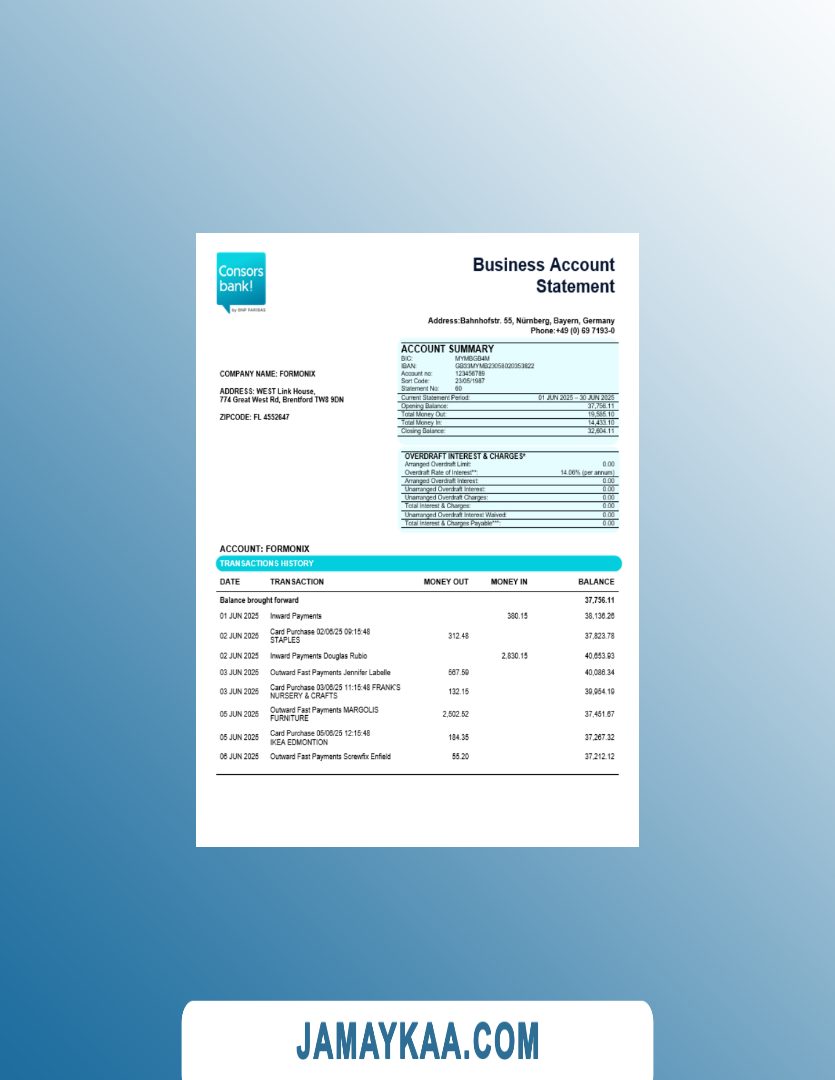 Consors
bank!
by BNP PARIBAS
Business Account
Statement
Address:Bahnhofstr. 55, Nürnberg, Bayern, Germany
Phone:+49 (0) 69 7193-0
COMPANY NAME: FORMONIX
ADDRESS: WEST Link House,
774 Great West Rd, Brentford TW8 9DN
ZIPCODE: FL 4552647
ACCOUNT SUMMARY
BIC: MYMBGB4M
IBAN: GB33MYMB23058020353822
Account no: 123456789
Sort Code: 23/05/1987
Statement No: 60
Current Statement Period: 01 JUN 2025 – 30 JUN 2025
Opening Balance: 37,756.11
Total Money Out: 19,585.10
Total Money In: 14,433.10
Closing Balance: 32,604.11
OVERDRAFT INTEREST & CHARGES*
Arranged Overdraft Limit: 0.00
Overdraft Rate of Interest**: 14.06% (per annum)
Arranged Overdraft Interest: 0.00
Unarranged Overdraft Interest: 0.00
Unarranged Overdraft Charges: 0.00
Total Interest & Charges: 0.00
Unarranged Overdraft Interest Waived: 0.00
Total Interest & Charges Payable***: 0.00
ACCOUNT: FORMONIX
TRANSACTIONS HISTORY
DATE TRANSACTION MONEY OUT MONEY IN BALANCE
Balance brought forward 37,756.11
01 JUN 2025 Inward Payments 380.15 38,136.26
02 JUN 2025 Card Purchase 02/06/25 09:15:48
STAPLES 312.48 37,823.78
02 JUN 2025 Inward Payments Douglas Rubio 2,830.15 40,653.93
03 JUN 2025 Outward Fast Payments Jennifer Labelle 567.59 40,086.34
03 JUN 2025 Card Purchase 03/06/25 11:15:48 FRANK'S
NURSERY & CRAFTS 132.15 39,954.19
05 JUN 2025 Outward Fast Payments MARGOLIS
FURNITURE 2,502.52 37,451.67
05 JUN 2025 Card Purchase 05/06/25 12:15:48
IKEA EDMONTION 184.35 37,267.32
06 JUN 2025 Outward Fast Payments Screwfix Enfield 55.20 37,212.12
JAMAYKAA.COM